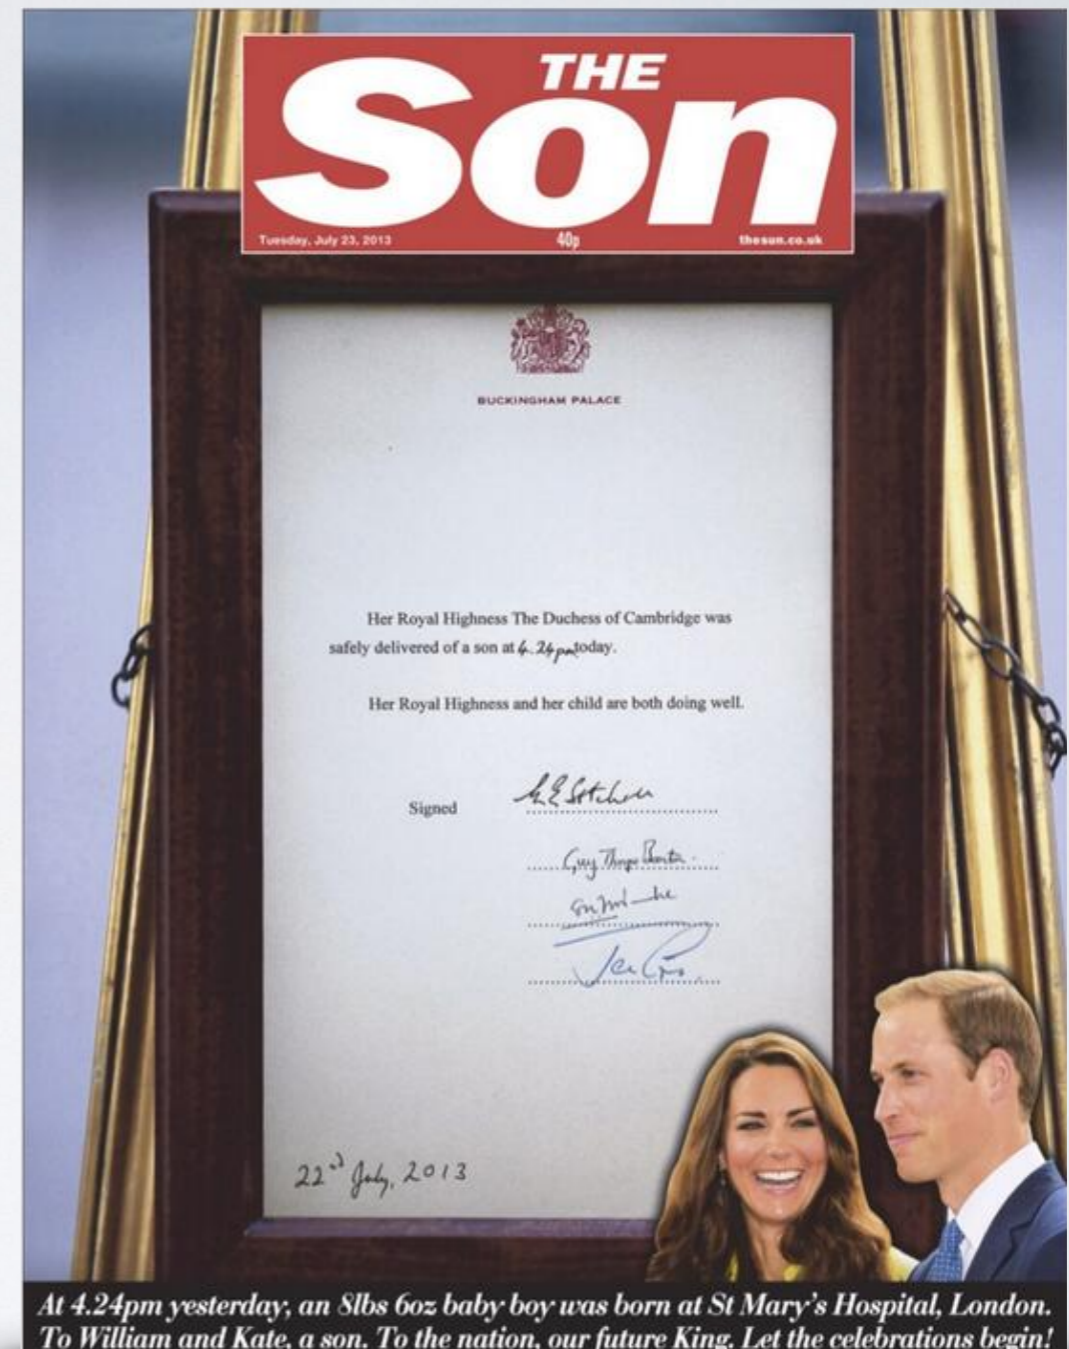 THE
Son
Tuesday, July 23, 2013 40p thesun.co.uk
BUCKINGHAM PALACE
Her Royal Highness The Duchess of Cambridge was
safely delivered of a son at 4.24pm today.
Her Royal Highness and her child are both doing well.
Signed
Guy Thorpe Beeston
22nd July, 2013
At 4.24pm yesterday, an 8lbs 6oz baby boy was born at St Mary's Hospital, London.
To William and Kate, a son. To the nation, our future King. Let the celebrations begin!